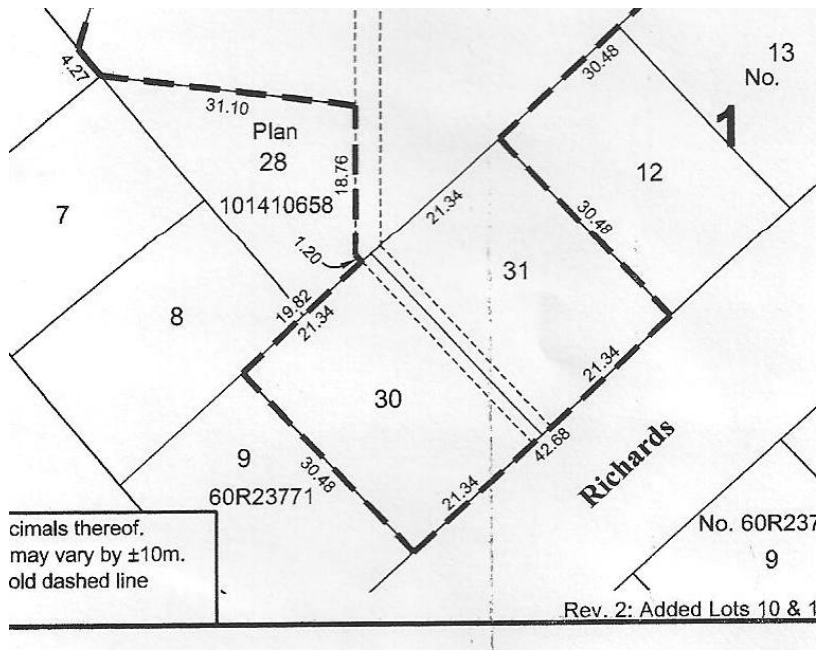 4.27
31.10
Plan
28
18.76
101410658
1.20
7
8
19.82
21.34
30.48
13
No.
1
12
21.34
30.48
31
30
21.34
9
60R23771
30.48
21.34
42.68
Richards
cimals thereof.
may vary by ±10m.
old dashed line
No. 60R237
9
Rev. 2: Added Lots 10 & 1